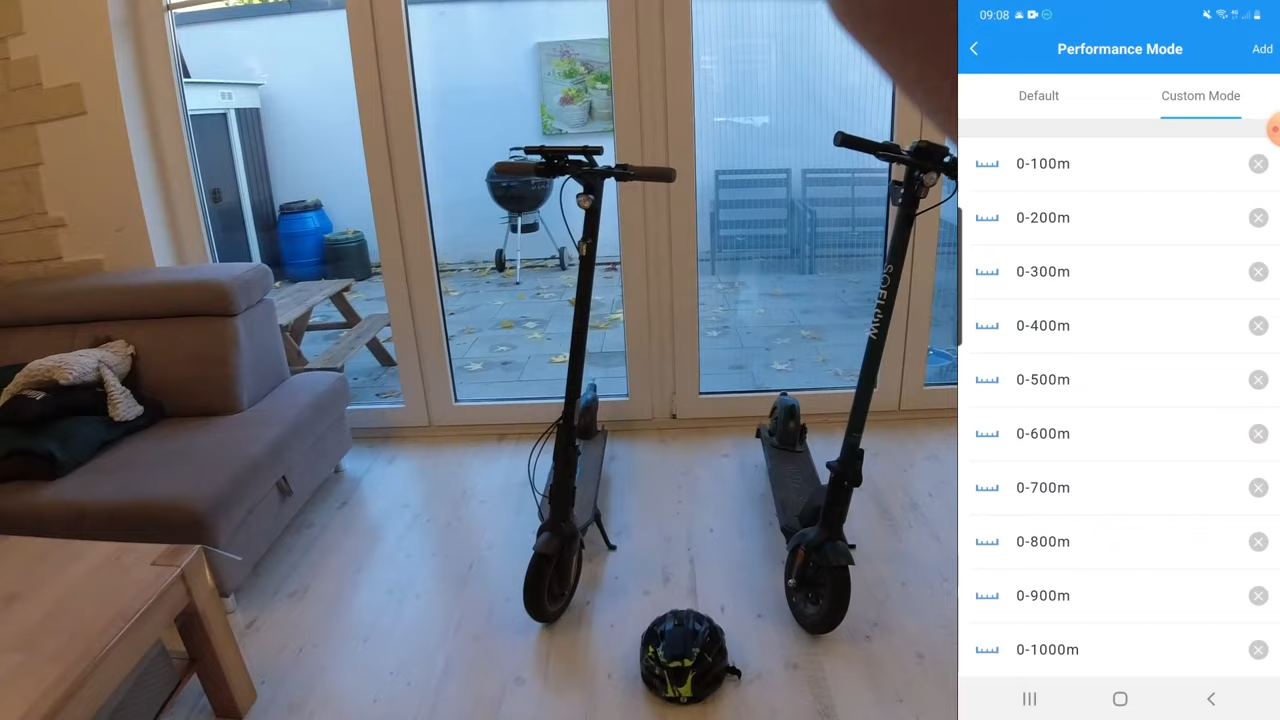 09:08
Performance Mode
Add
Default
Custom Mode
0-100m
0-200m
0-300m
0-400m
0-500m
0-600m
0-700m
0-800m
0-900m
0-1000m
SOFLOW